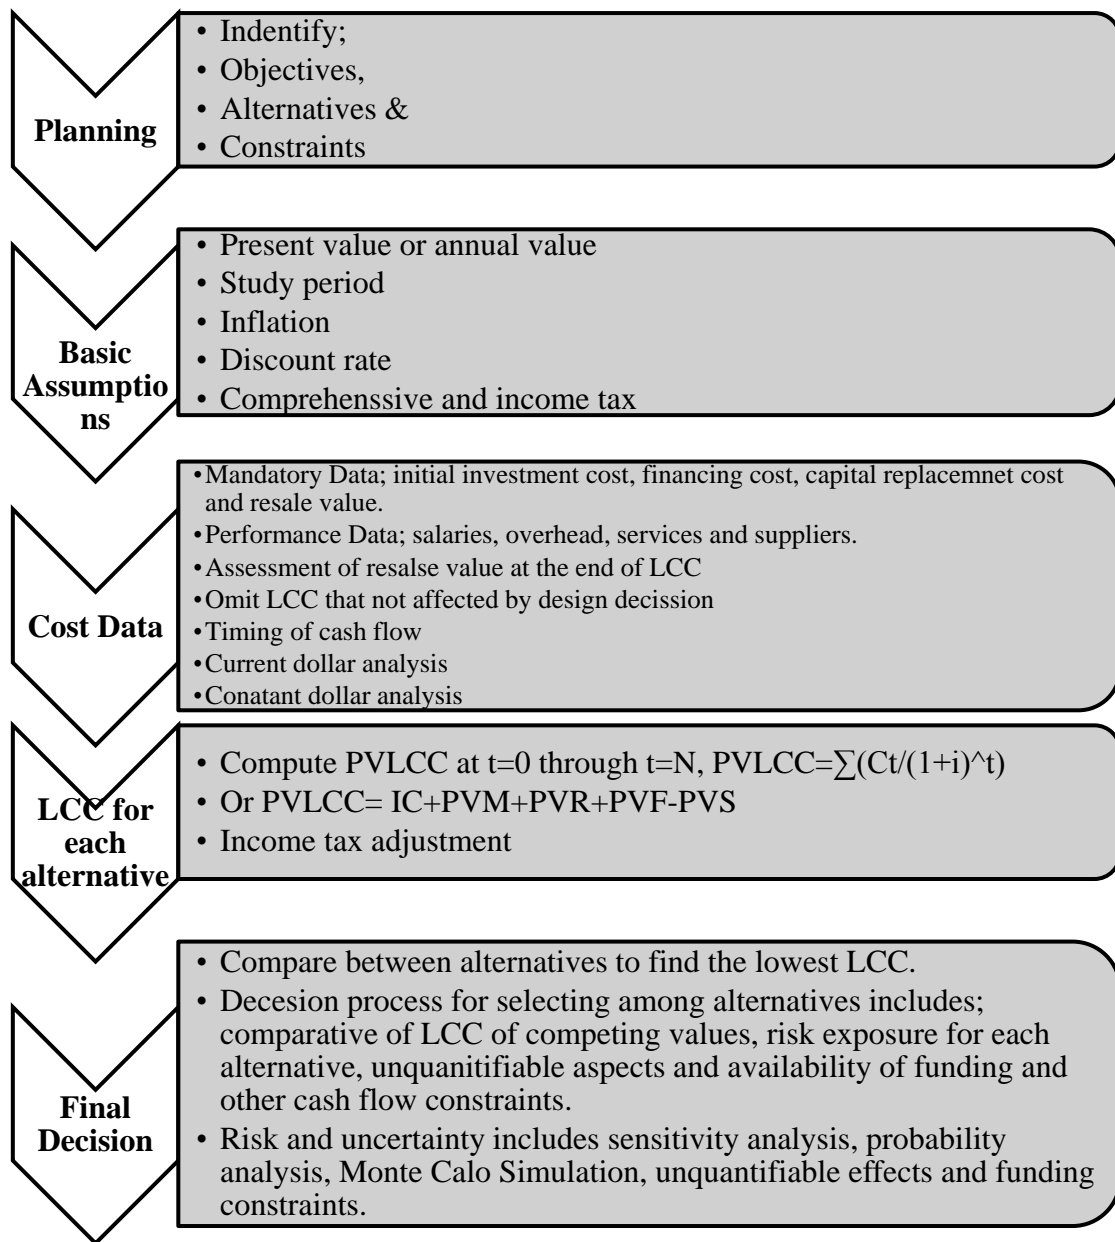 Planning
• Indentify;
• Objectives,
• Alternatives &
• Constraints
Basic
Assumptio
ns
• Present value or annual value
• Study period
• Inflation
• Discount rate
• Comprehenssive and income tax
Cost Data
•Mandatory Data; initial investment cost, financing cost, capital replacemnet cost
and resale value.
•Performance Data; salaries, overhead, services and suppliers.
•Assessment of resalse value at the end of LCC
•Omit LCC that not affected by design decission
•Timing of cash flow
•Current dollar analysis
•Conatant dollar analysis
LCC for
each
alternative
• Compute PVLCC at t=0 through t=N, PVLCC=∑(Ct/(1+i)^t)
• Or PVLCC= IC+PVM+PVR+PVF-PVS
• Income tax adjustment
Final
Decision
• Compare between alternatives to find the lowest LCC.
• Decesion process for selecting among alternatives includes;
comparative of LCC of competing values, risk exposure for each
alternative, unquanitifiable aspects and availability of funding and
other cash flow constraints.
• Risk and uncertainty includes sensitivity analysis, probability
analysis, Monte Calo Simulation, unquantifiable effects and funding
constraints.